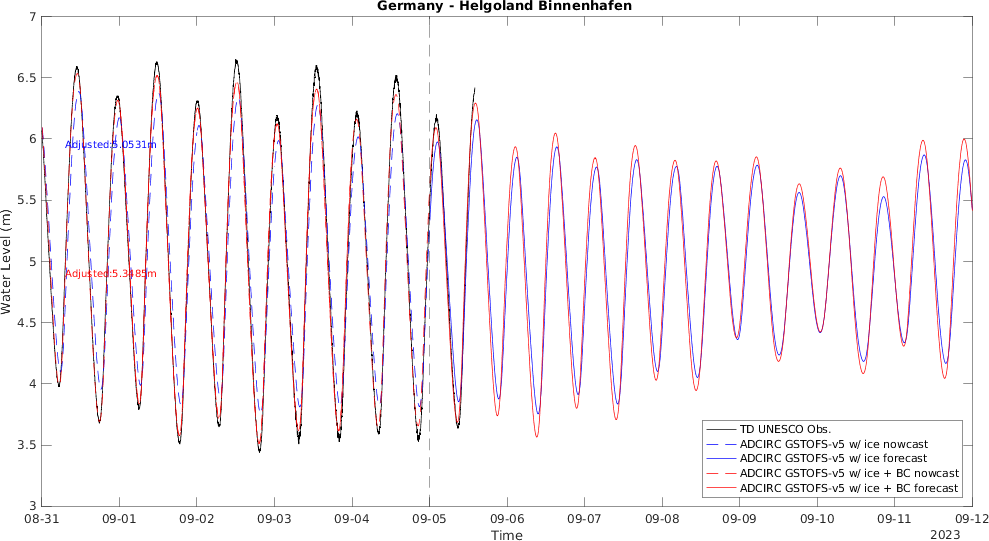 Germany - Helgoland Binnenhafen
7
6.5
6
5.5
5
4.5
4
3.5
3
Water Level (m)
Adjusted:5.0531m
Adjusted:5.3485m
TD UNESCO Obs.
ADCIRC GSTOFS-v5 w/ ice nowcast
ADCIRC GSTOFS-v5 w/ ice forecast
ADCIRC GSTOFS-v5 w/ ice + BC nowcast
ADCIRC GSTOFS-v5 w/ ice + BC forecast
08-31 09-01 09-02 09-03 09-04 09-05 09-06 09-07 09-08 09-09 09-10 09-11 09-12
Time
2023